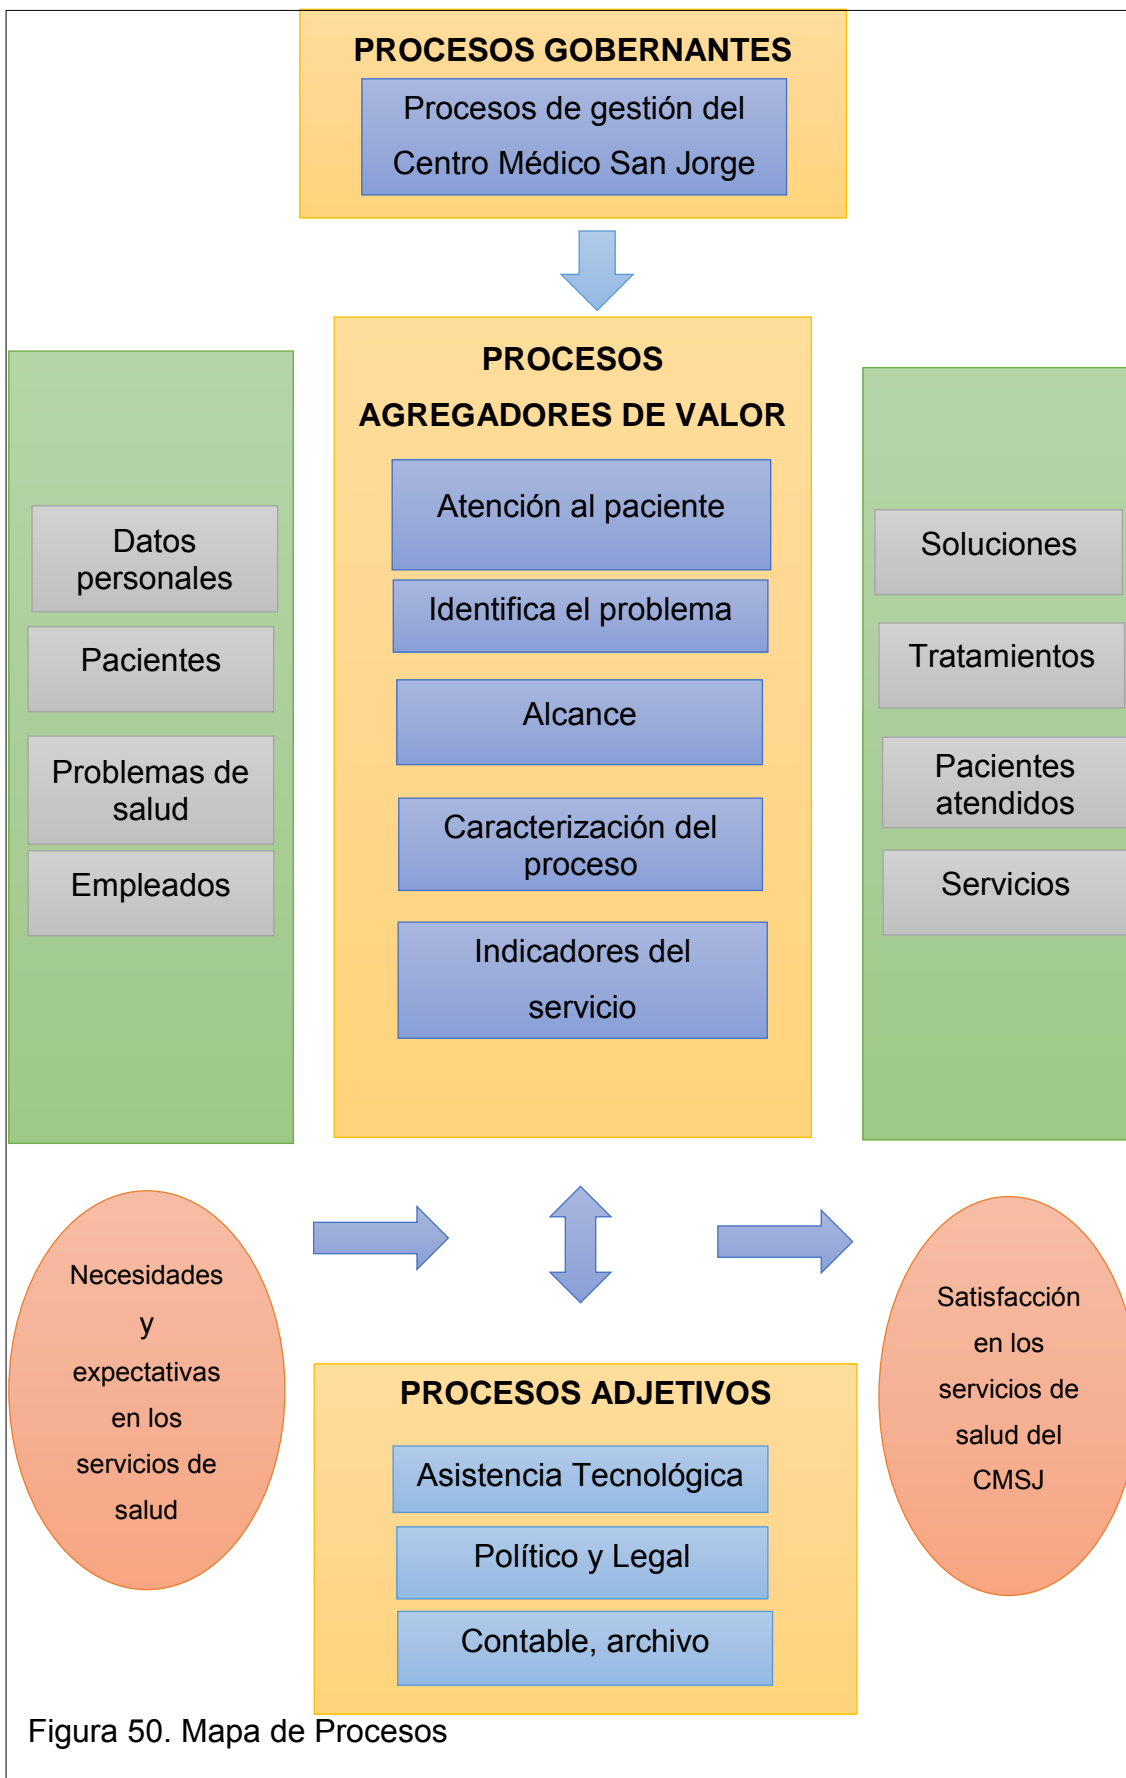 PROCESOS GOBERNANTES
Procesos de gestión del
Centro Médico San Jorge
PROCESOS
AGREGADORES DE VALOR
Atención al paciente
Identifica el problema
Alcance
Caracterización del
proceso
Indicadores del
servicio
Datos
personales
Pacientes
Problemas de
salud
Empleados
Soluciones
Tratamientos
Pacientes
atendidos
Servicios
Necesidades
y
expectativas
en los
servicios de
salud
Satisfacción
en los
servicios de
salud del
CMSJ
PROCESOS ADJETIVOS
Asistencia Tecnológica
Político y Legal
Contable, archivo
Figura 50. Mapa de Procesos